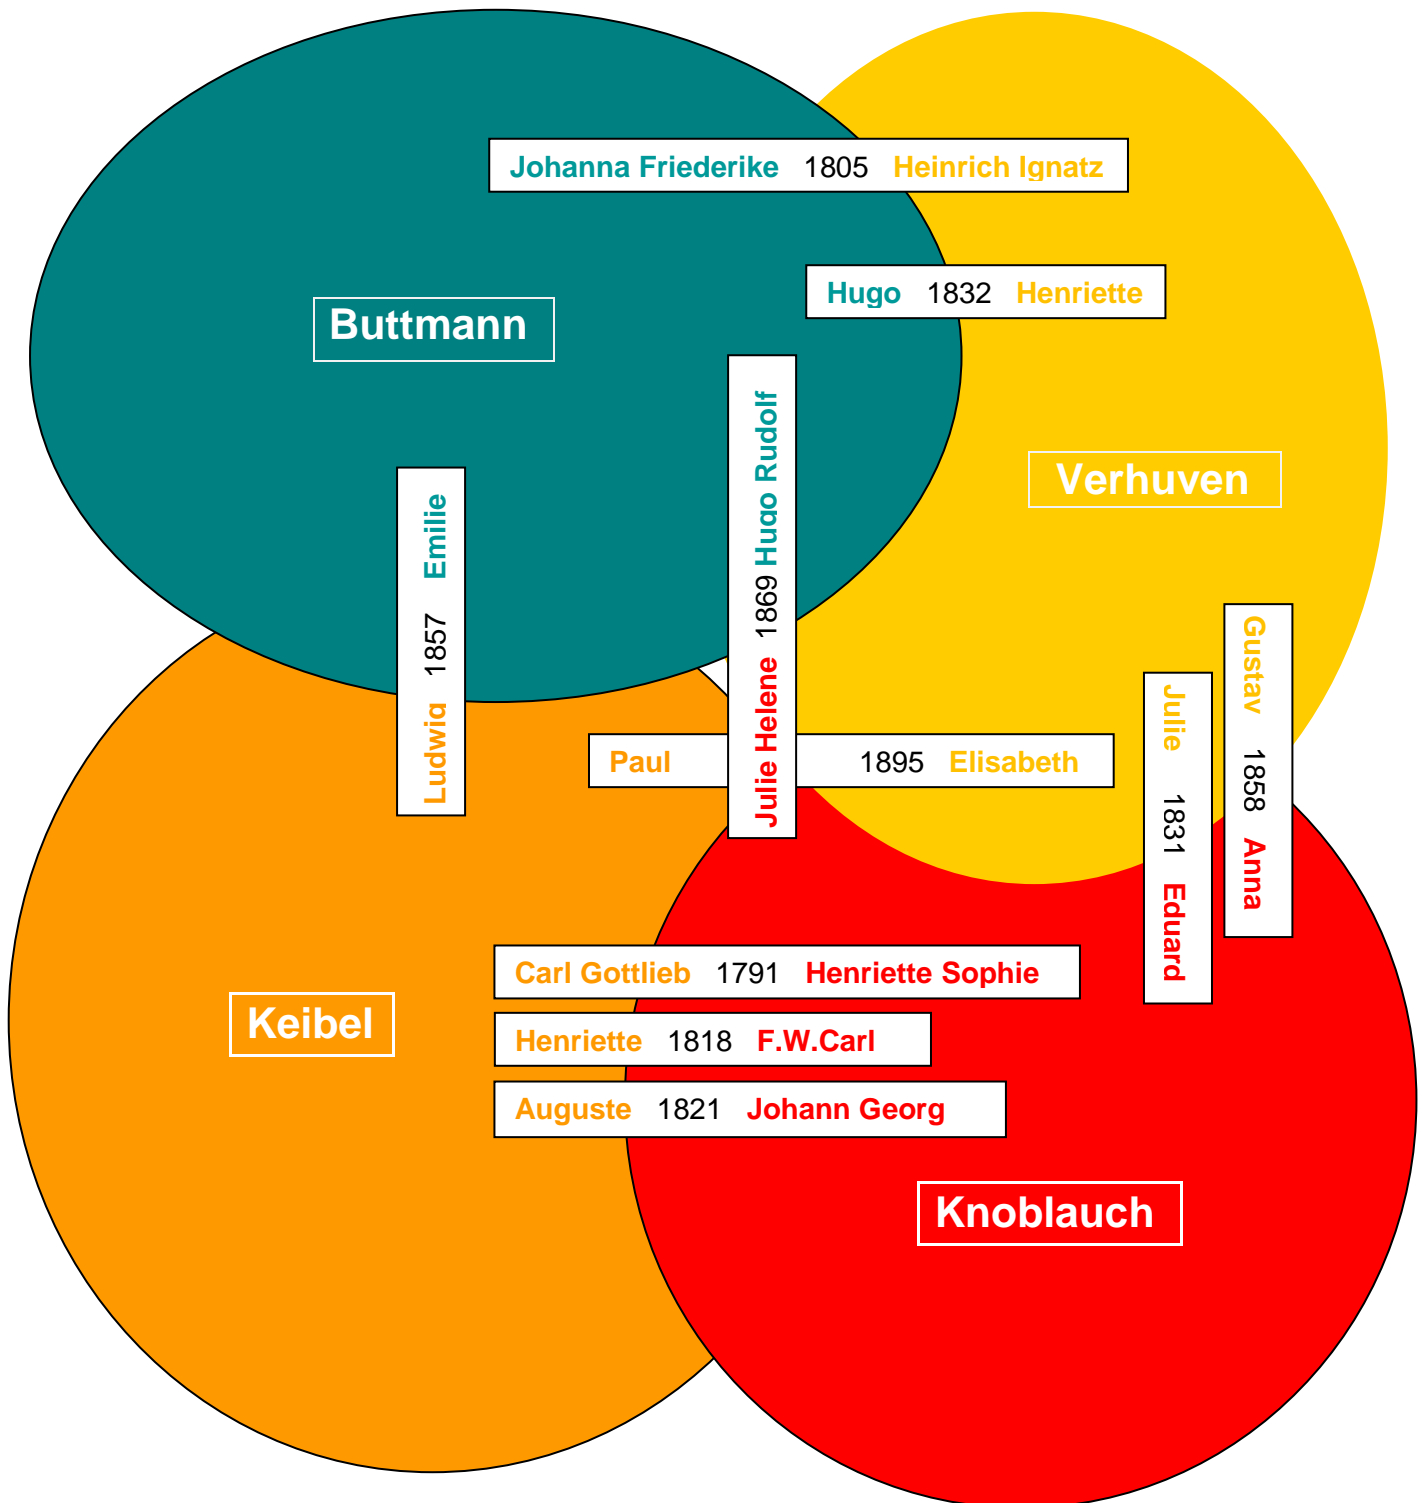 Johanna Friederike 1805 Heinrich Ignatz
Hugo 1832 Henriette
Buttmann
Verhuven
Ludwig 1857 Emilie
Julie Helene 1869 Hugo Rudolf
Gustav 1858 Anna
Julie 1831 Eduard
Paul 1895 Elisabeth
Carl Gottlieb 1791 Henriette Sophie
Keibel
Henriette 1818 F.W.Carl
Auguste 1821 Johann Georg
Knoblauch